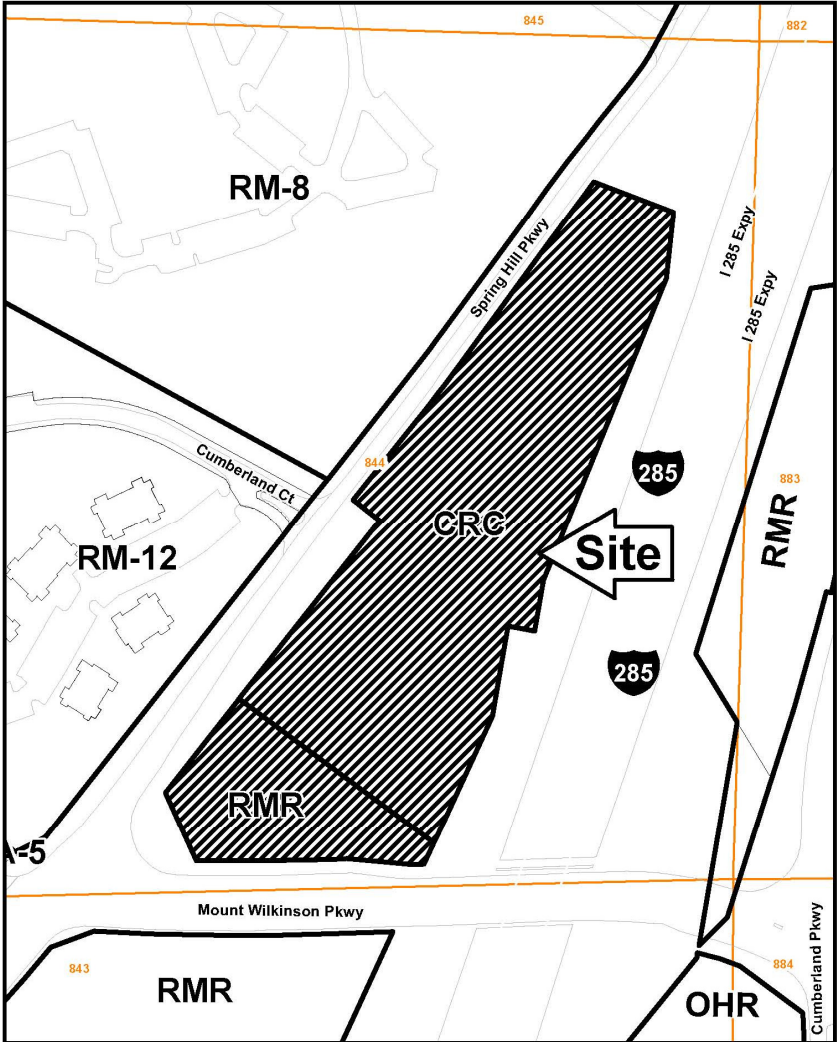 845
882
RM-8
I 285 Expy
Spring Hill Pkwy
I 285 Expy
844
Cumberland Ct
285
883
CRC
RMR
Site
RM-12
285
RMR
A-5
Mount Wilkinson Pkwy
843
884
Cumberland Pkwy
RMR
OHR